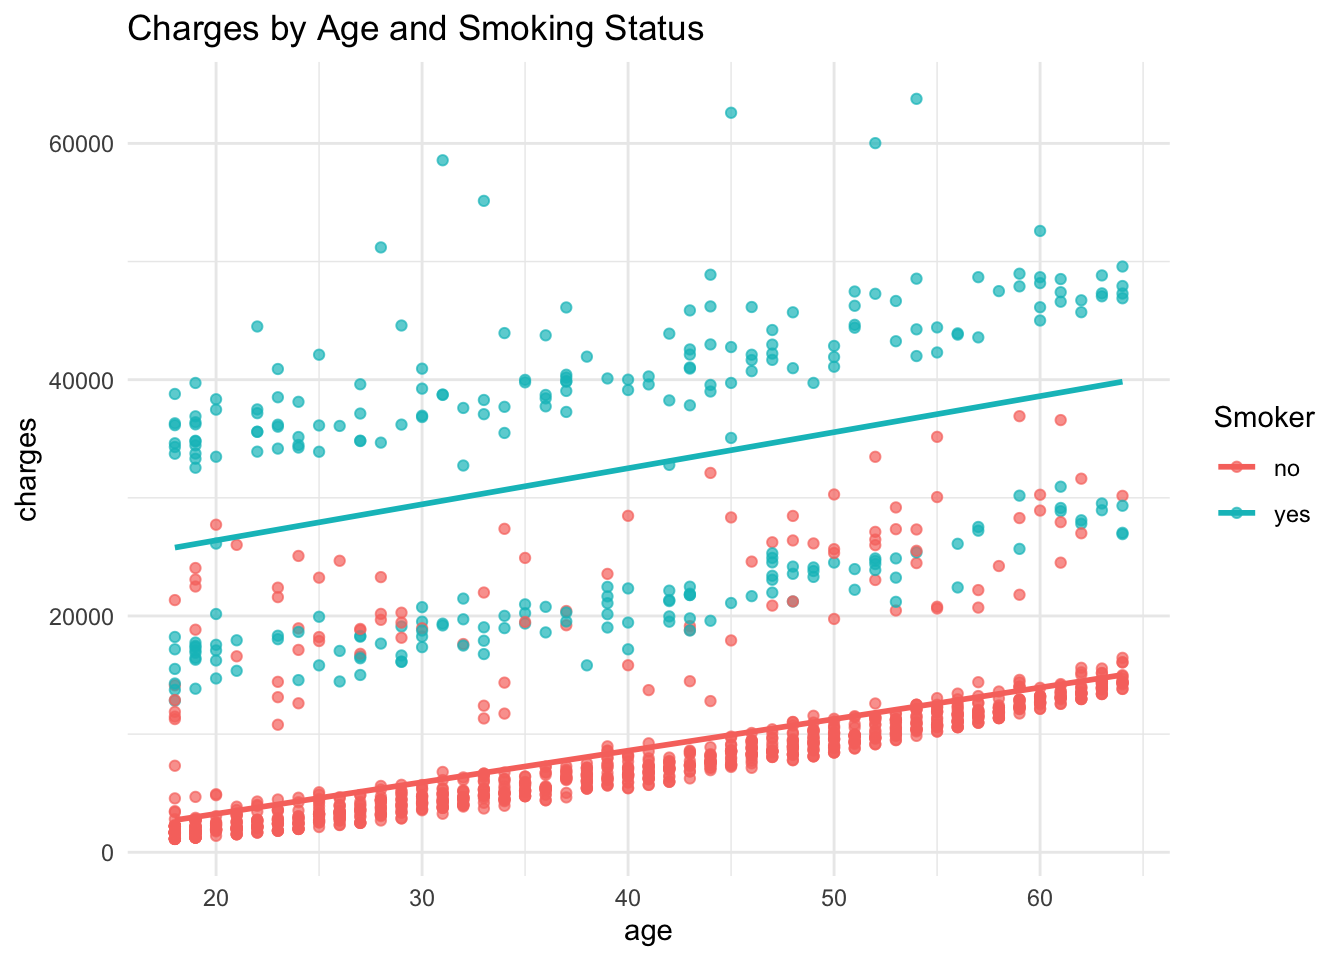 Charges by Age and Smoking Status
60000
40000
20000
0
charges
20 30 40 50 60
age
Smoker
no
yes